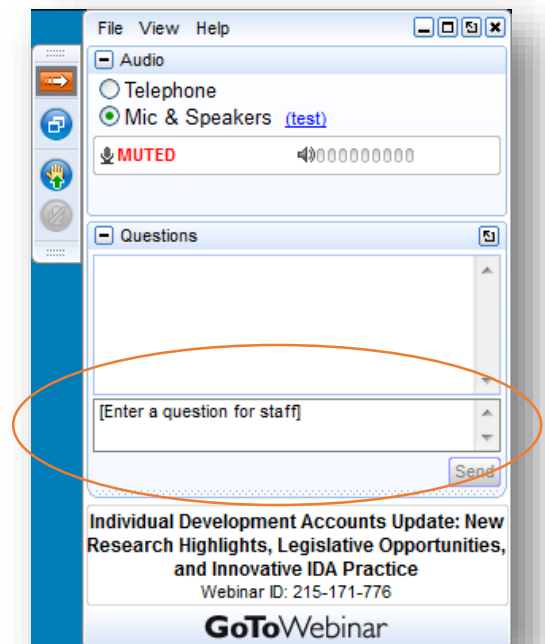 File View Help
Audio
Telephone
Mic & Speakers (test)
MUTED
Questions
[Enter a question for staff]
Send
Individual Development Accounts Update: New
Research Highlights, Legislative Opportunities,
and Innovative IDA Practice
Webinar ID: 215-171-776
GoToWebinar